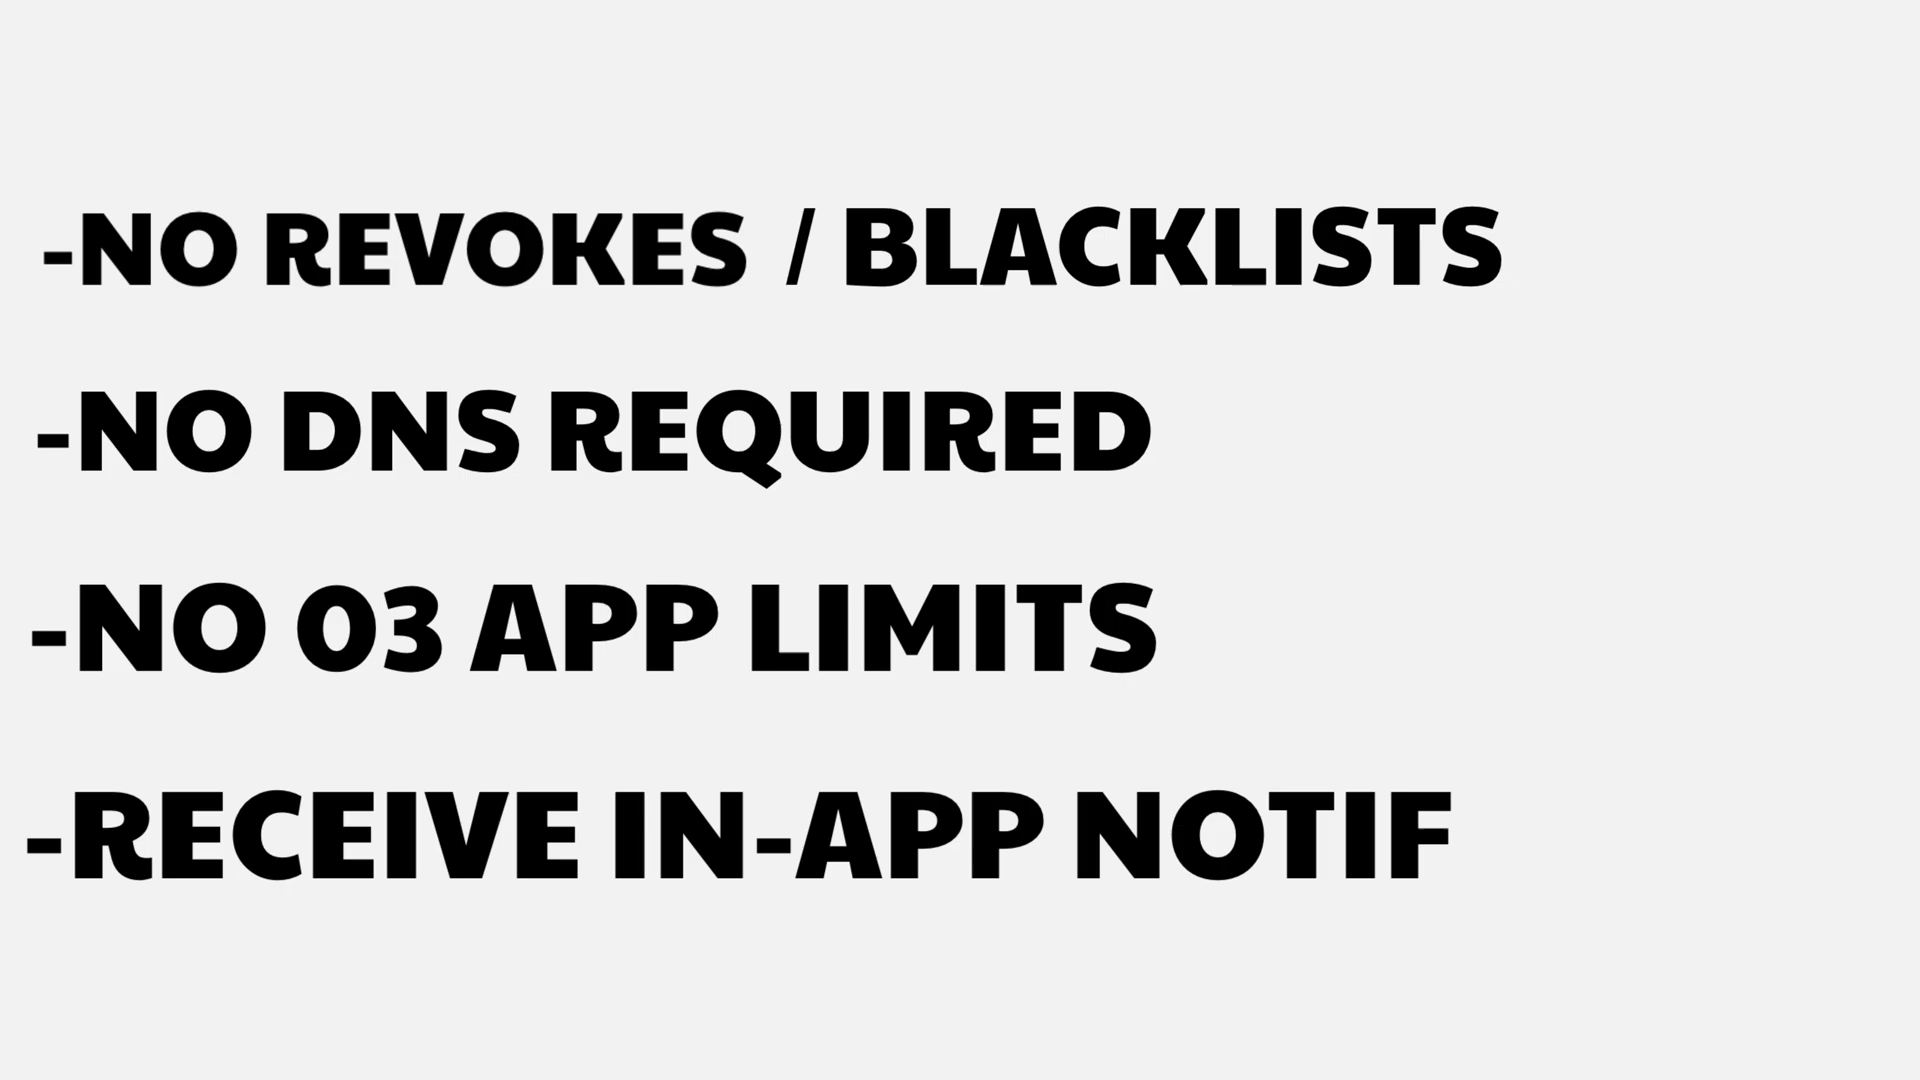 -NO REVOKES / BLACKLISTS
-NO DNS REQUIRED
-NO 03 APP LIMITS
-RECEIVE IN-APP NOTIF